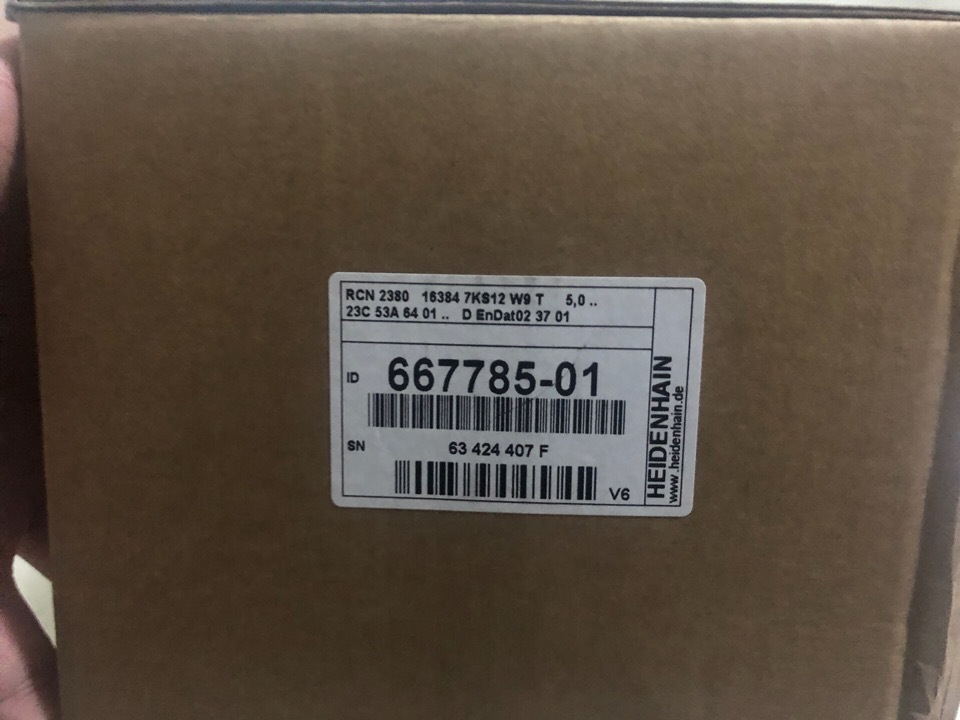 RCN 2380 16384 7KS12 W9 T 5,0 ..
23C 53A 64 01 .. D EnDat02 37 01
ID 667785-01
SN 63 424 407 F
V6
HEIDENHAIN
www.heidenhain.de